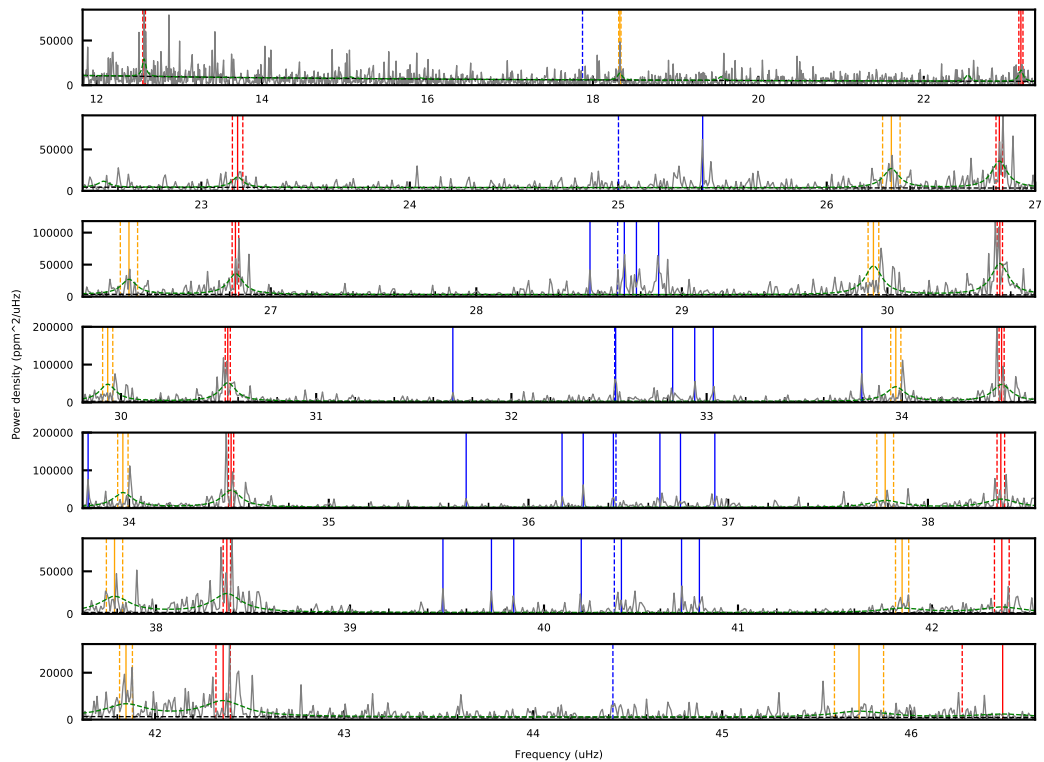 50000
0
12 14 16 18 20 22
50000
0
23 24 25 26 27
100000
50000
0
27 28 29 30
200000
100000
0
30 31 32 33 34
200000
100000
0
34 35 36 37 38
50000
0
38 39 40 41 42
20000
0
42 43 44 45 46
Power density (ppm^2/uHz)
Frequency (uHz)